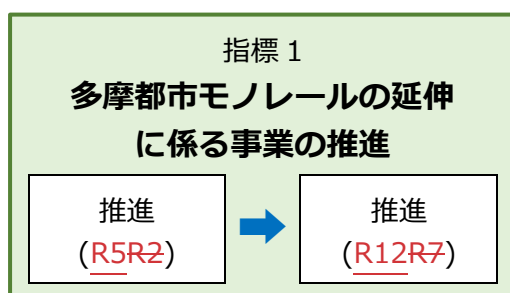 指標1
多摩都市モノレールの延伸
に係る事業の推進
推進
(R5R2)
推進
(R12R7)